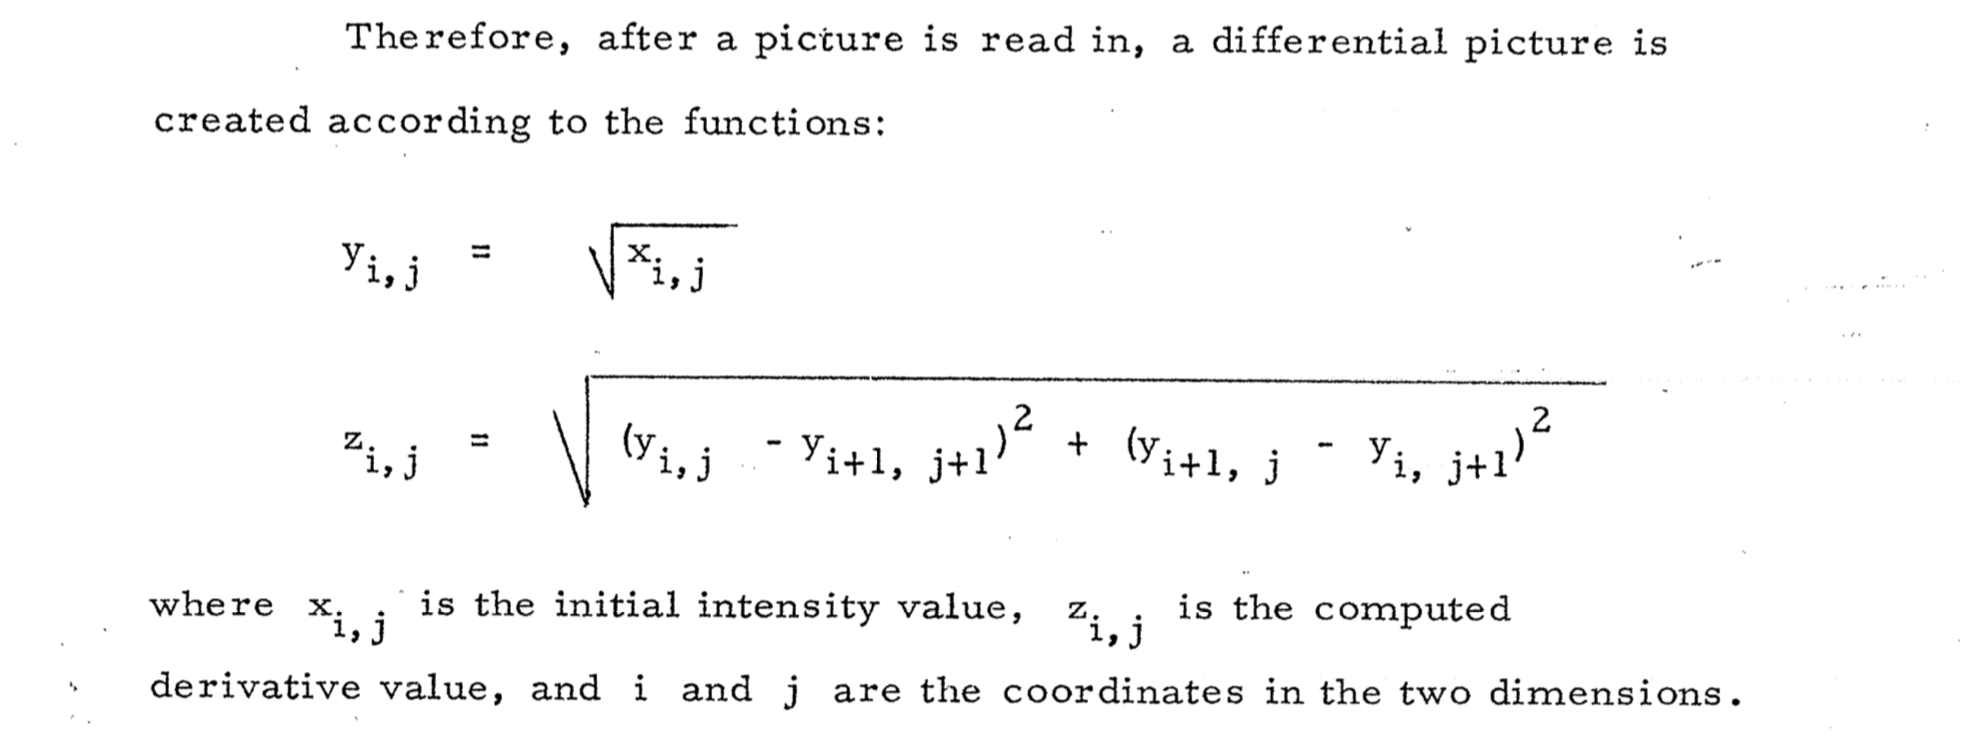 Therefore, after a picture is read in, a differential picture is
created according to the functions:
y_{i,j} = \sqrt{x_{i,j}}
z_{i,j} = \sqrt{(y_{i,j} - y_{i+1, j+1})^2 + (y_{i+1, j} - y_{i, j+1})^2}
where x_{i,j} is the initial intensity value, z_{i,j} is the computed
derivative value, and i and j are the coordinates in the two dimensions.